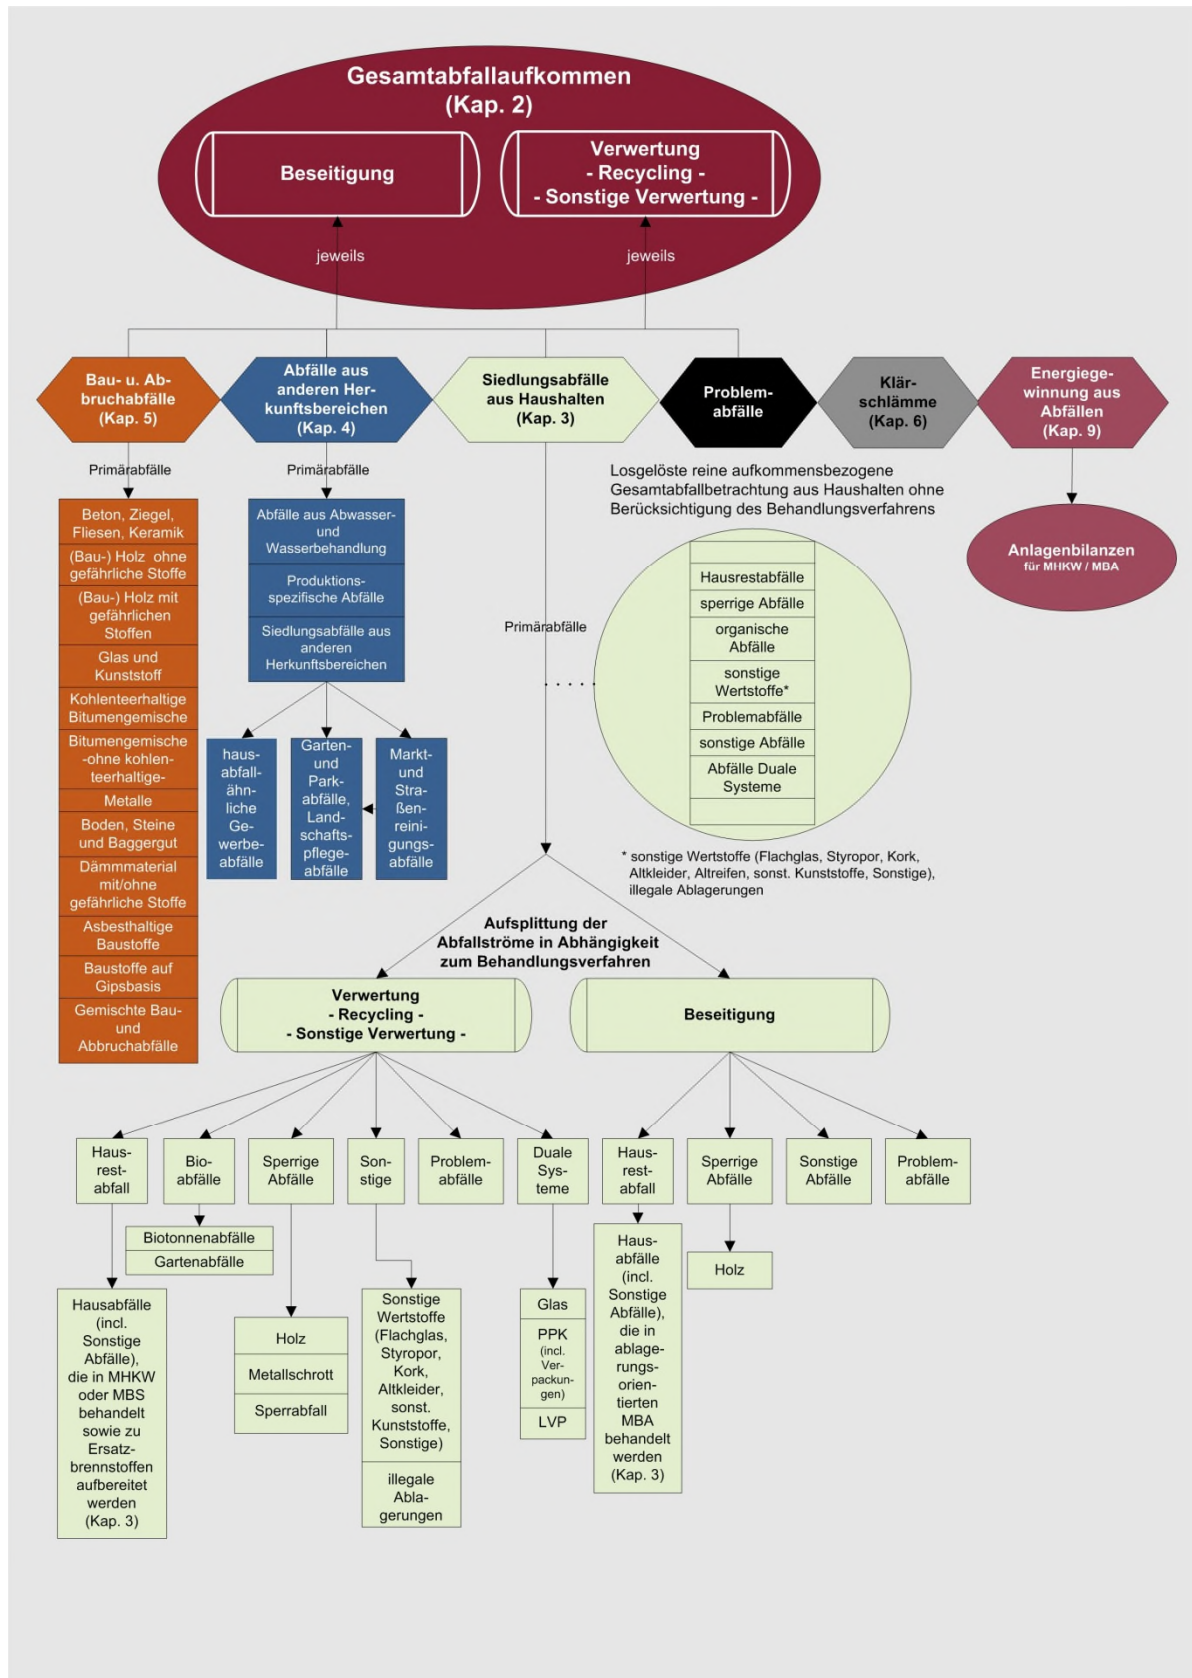 Gesamtabfallaufkommen
(Kap. 2)
Beseitigung
Verwertung
- Recycling -
- Sonstige Verwertung -
jeweils
jeweils
Bau- u. Ab-
bruchabfälle
(Kap. 5)
Abfälle aus
anderen Her-
kunftsbereichen
(Kap. 4)
Siedlungsabfälle
aus Haushalten
(Kap. 3)
Problem-
abfälle
Klär-
schlämme
(Kap. 6)
Energiege-
winnung aus
Abfällen
(Kap. 9)
Primärabfälle
Primärabfälle
Losgelöste reine aufkommensbezogene
Gesamtabfallbetrachtung aus Haushalten ohne
Berücksichtigung des Behandlungsverfahrens
Anlagenbilanzen
für MHKW / MBA
Beton, Ziegel,
Fliesen, Keramik
(Bau-) Holz ohne
gefährliche Stoffe
(Bau-) Holz mit
gefährlichen
Stoffen
Glas und
Kunststoff
Kohlenteerhaltige
Bitumengemische
Bitumengemische
-ohne kohlen-
teerhaltige-
Metalle
Boden, Steine
und Baggergut
Dämmmaterial
mit/ohne
gefährliche Stoffe
Asbesthaltige
Baustoffe
Baustoffe auf
Gipsbasis
Gemischte Bau-
und
Abbruchabfälle
Abfälle aus Abwasser-
und
Wasserbehandlung
Produktions-
spezifische Abfälle
Siedlungsabfälle aus
anderen
Herkunftsbereichen
haus-
abfall-
ähn-
liche
Ge-
werbe-
abfälle
Garten-
und
Park-
abfälle,
Land-
schafts-
pflege-
abfälle
Markt-
und
Stra-
ßen-
reini-
gungs-
abfälle
Primärabfälle
Hausrestabfälle
sperrige Abfälle
organische
Abfälle
sonstige
Wertstoffe*
Problemabfälle
sonstige Abfälle
Abfälle Duale
Systeme
* sonstige Wertstoffe (Flachglas, Styropor, Kork,
Altkleider, Altreifen, sonst. Kunststoffe, Sonstige),
illegale Ablagerungen
Aufsplittung der
Abfallströme in Abhängigkeit
zum Behandlungsverfahren
Verwertung
- Recycling -
- Sonstige Verwertung -
Beseitigung
Haus-
rest-
abfall
Bio-
abfälle
Sperrige
Abfälle
Son-
stige
Problem-
abfälle
Duale
Sys-
teme
Haus-
rest-
abfall
Sperrige
Abfälle
Sonstige
Abfälle
Problem-
abfälle
Biotonnenabfälle
Gartenabfälle
Hausabfälle
(incl.
Sonstige
Abfälle),
die in MHKW
oder MBS
behandelt
sowie zu
Ersatz-
brennstoffen
aufbereitet
werden
(Kap. 3)
Holz
Metallschrott
Sperrabfall
Sonstige
Wertstoffe
(Flachglas,
Styropor,
Kork,
Altkleider,
sonst.
Kunststoffe,
Sonstige)
illegale
Abla-
gerungen
Glas
PPK
(incl.
Ver-
packun-
gen)
LVP
Haus-
abfälle
(incl.
Sonstige
Abfälle),
die in
ablage-
rungs-
orien-
tierten
MBA
behandelt
werden
(Kap. 3)
Holz